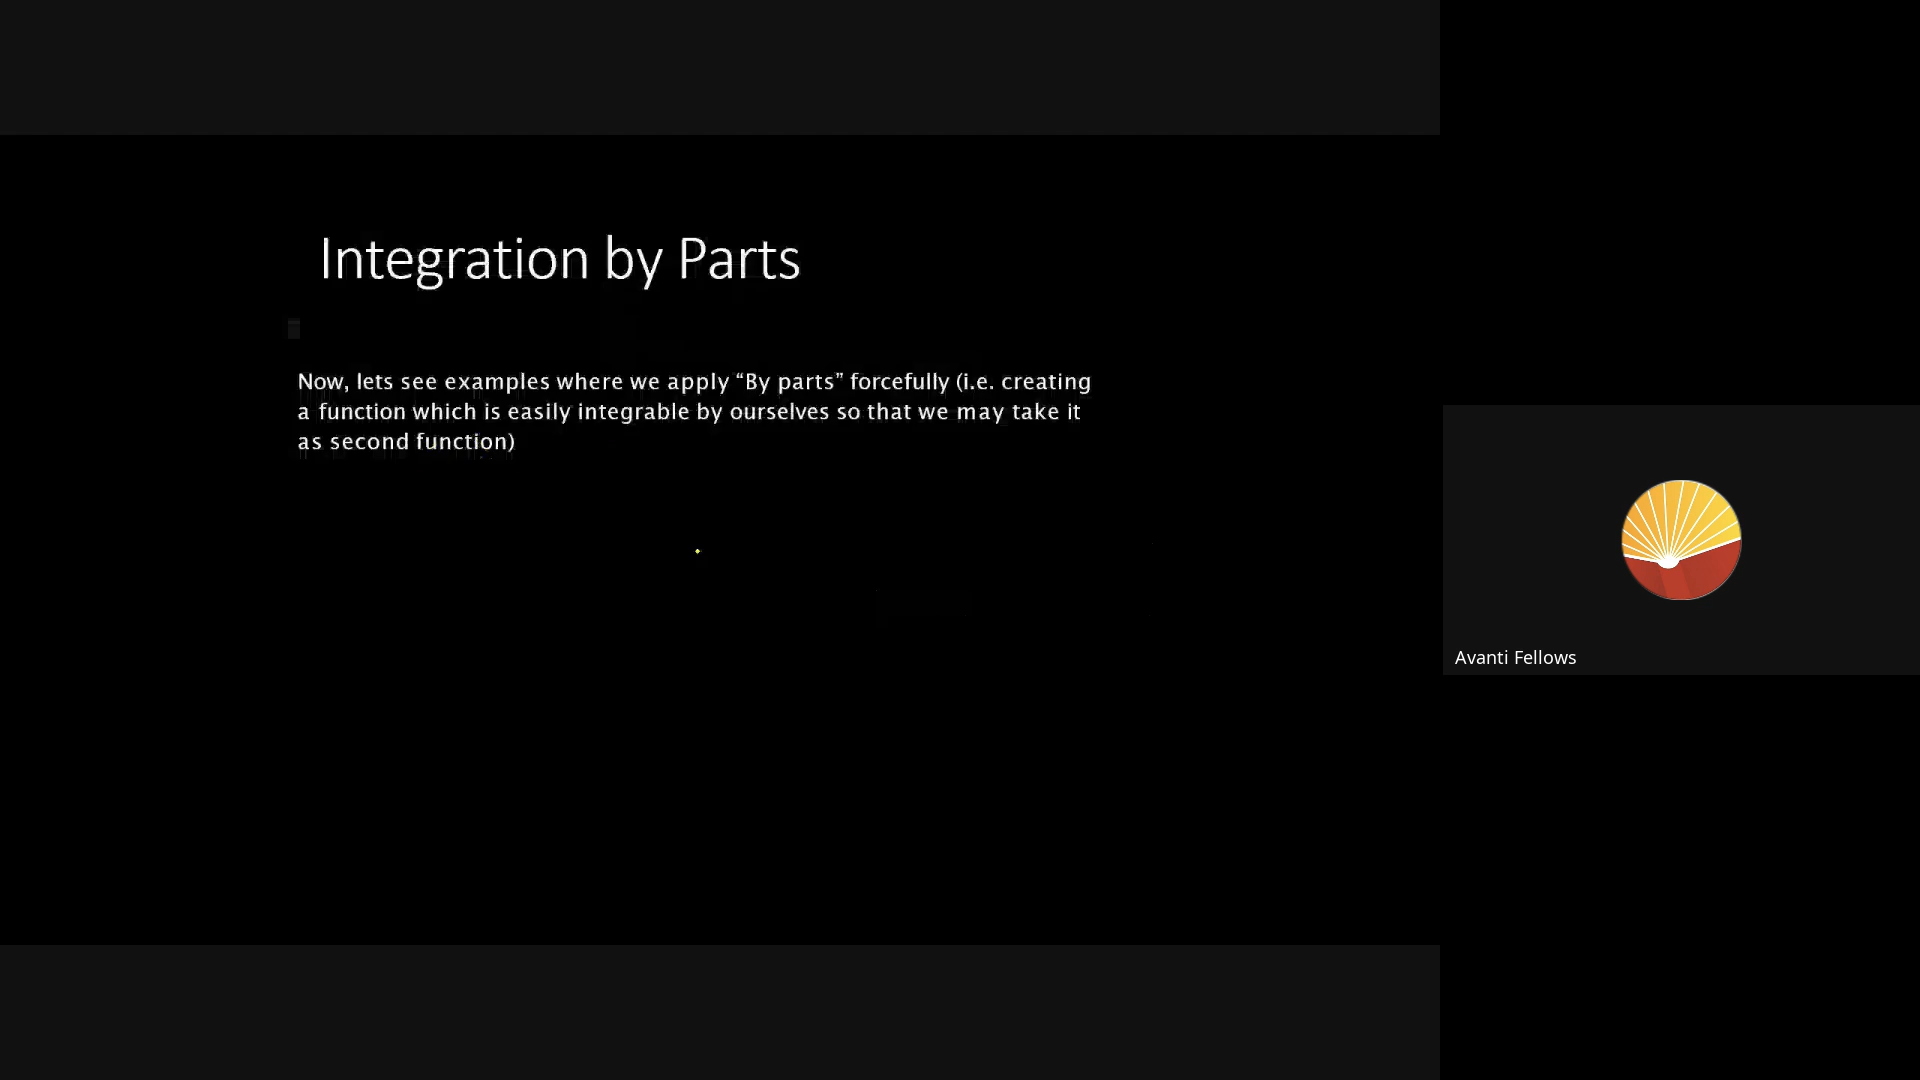 Integration by Parts
Now, lets see examples where we apply “By parts” forcefully (i.e. creating
a function which is easily integrable by ourselves so that we may take it
as second function)
Avanti Fellows